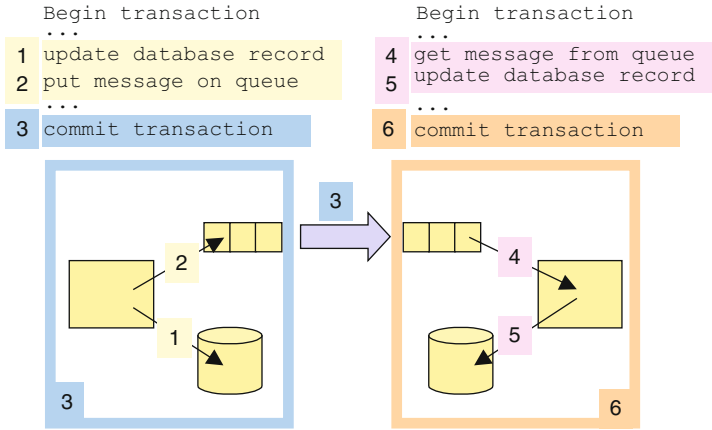 Begin transaction
...
1 update database record
2 put message on queue
...
3 commit transaction
Begin transaction
...
4 get message from queue
5 update database record
...
6 commit transaction
3
2
1
3
4
5
6